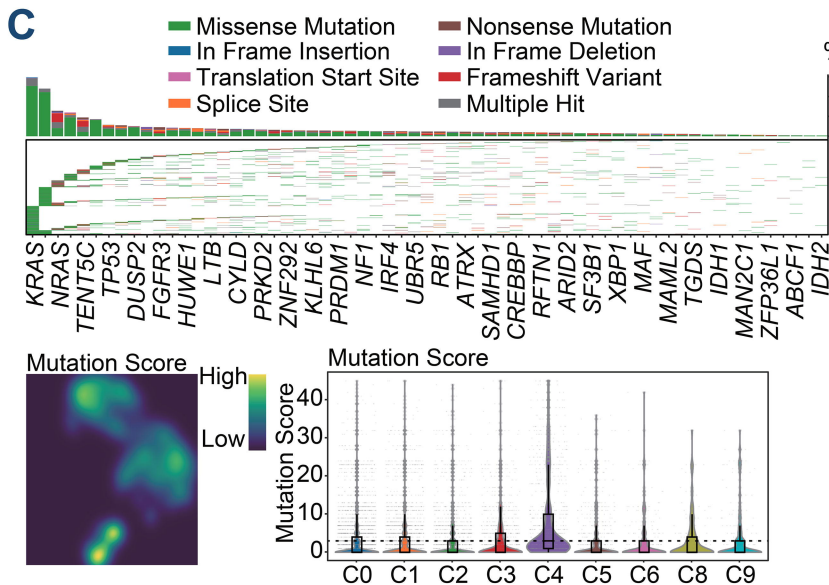 C
Missense Mutation
Nonsense Mutation
In Frame Insertion
In Frame Deletion
Translation Start Site
Frameshift Variant
Splice Site
Multiple Hit
KRAS
NRAS
TENT5C
TP53
DUSP2
FGFR3
HUWE1
LTB
CYLD
PRKD2
ZNF292
KLHL6
PRDM1
NF1
IRF4
UBR5
RB1
ATRX
SAMHD1
CREBBP
RFTN1
ARID2
SF3B1
XBP1
MAF
MAML2
TGDS
IDH1
MAN2C1
ZFP36L1
ABCF1
IDH2
Mutation Score
High
Low
Mutation Score
Mutation Score
40
30
20
10
0
C0 C1 C2 C3 C4 C5 C6 C8 C9